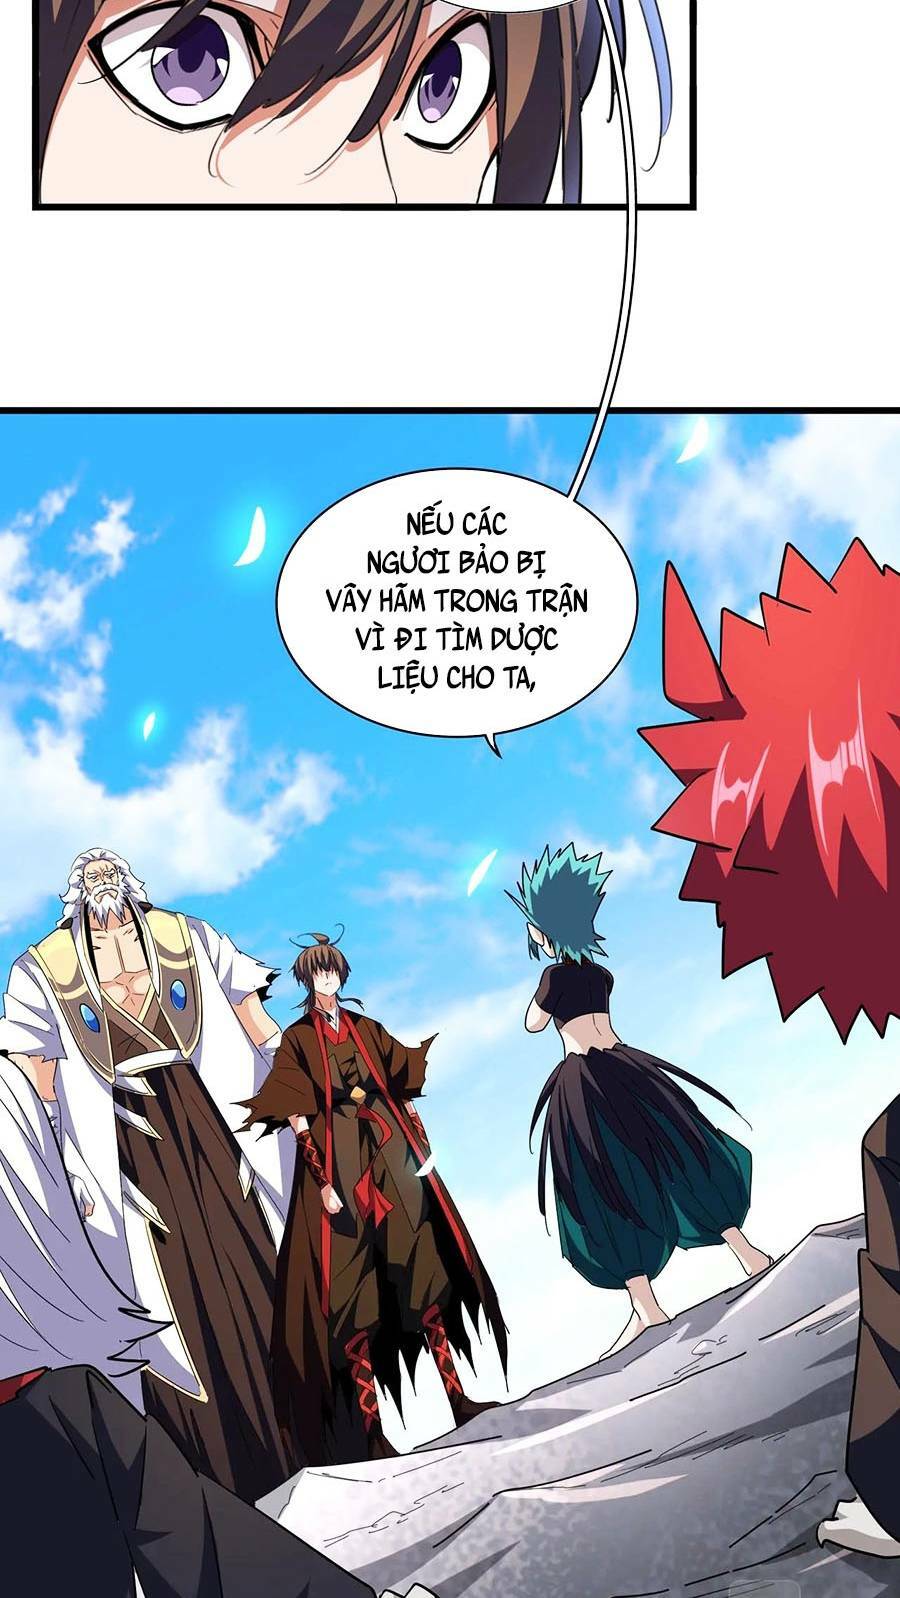 NẾU CÁC
NGƯƠI BẢO BỊ
VÂY HÃM TRONG TRẬN
VÌ ĐI TÌM DƯỢC
LIỆU CHO TA,